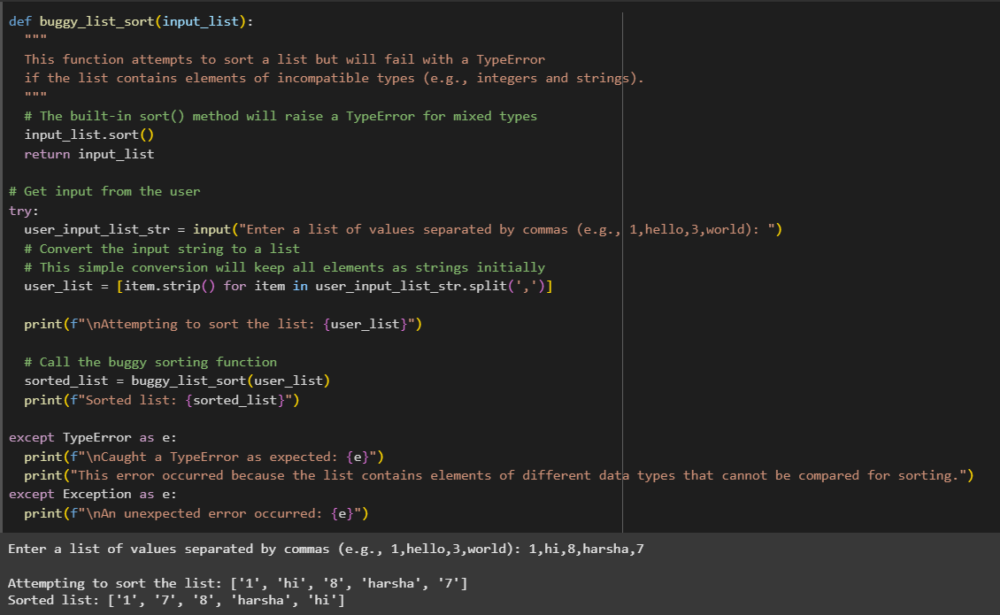 def buggy_list_sort(input_list):
"""
This function attempts to sort a list but will fail with a TypeError
if the list contains elements of incompatible types (e.g., integers and strings).
"""
# The built-in sort() method will raise a TypeError for mixed types
input_list.sort()
return input_list
# Get input from the user
try:
user_input_list_str = input("Enter a list of values separated by commas (e.g., 1,hello,3,world): ")
# Convert the input string to a list
# This simple conversion will keep all elements as strings initially
user_list = [item.strip() for item in user_input_list_str.split(',')]
print(f"\nAttempting to sort the list: {user_list}")
# Call the buggy sorting function
sorted_list = buggy_list_sort(user_list)
print(f"Sorted list: {sorted_list}")
except TypeError as e:
print(f"\nCaught a TypeError as expected: {e}")
print("This error occurred because the list contains elements of different data types that cannot be compared for sorting.")
except Exception as e:
print(f"\nAn unexpected error occurred: {e}")
Enter a list of values separated by commas (e.g., 1,hello,3,world): 1,hi,8,harsha,7
Attempting to sort the list: ['1', 'hi', '8', 'harsha', '7']
Sorted list: ['1', '7', '8', 'harsha', 'hi']